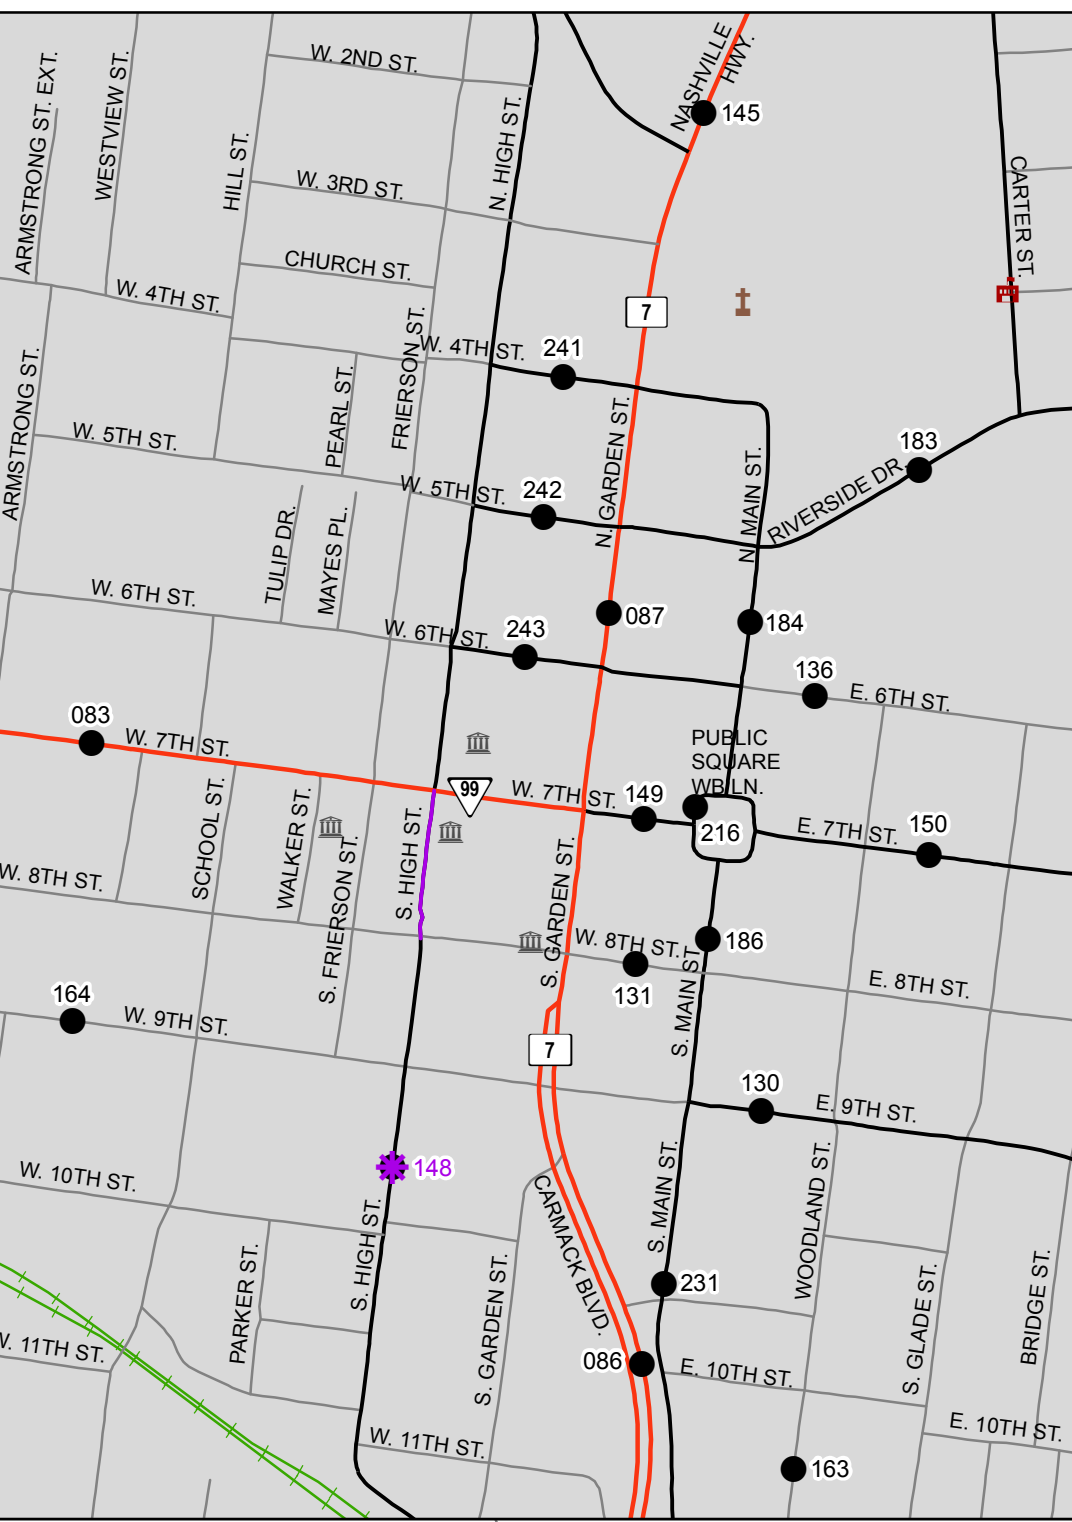 W. 2ND ST.
NASHVILLE
HWY.
ARMSTRONG ST. EXT.
WESTVIEW ST.
HILL ST.
N. HIGH ST.
145
W. 3RD ST.
CARTER ST.
CHURCH ST.
W. 4TH ST.
7
FRIERSON ST.
W. 4TH ST.
241
ARMSTRONG ST.
PEARL ST.
N. GARDEN ST.
W. 5TH ST.
183
N. MAIN ST.
RIVERSIDE DR.
W. 5TH ST.
242
TULIP DR.
MAYES PL.
W. 6TH ST.
087
184
W. 6TH ST.
243
136
E. 6TH ST.
083
W. 7TH ST.
PUBLIC
SQUARE
WB LN.
99
W. 7TH ST.
149
216
E. 7TH ST.
150
SCHOOL ST.
WALKER ST.
S. FRIERSON ST.
S. HIGH ST.
S. GARDEN ST.
W. 8TH ST.
W. 8TH ST.
186
131
S. MAIN ST.
E. 8TH ST.
164
W. 9TH ST.
7
130
E. 9TH ST.
148
W. 10TH ST.
S. HIGH ST.
CARMACK BLVD.
S. MAIN ST.
WOODLAND ST.
PARKER ST.
S. GARDEN ST.
231
S. GLADE ST.
BRIDGE ST.
W. 11TH ST.
086
E. 10TH ST.
E. 10TH ST.
W. 11TH ST.
163